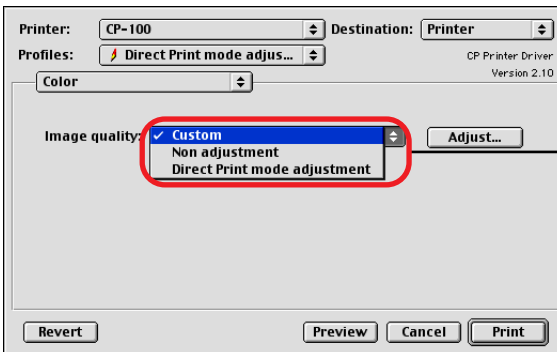 Printer: CP-100 Destination: Printer
Profiles: Direct Print mode adjus... CP Printer Driver
Version 2.10
Color
Image quality: ✓ Custom Adjust...
Non adjustment
Direct Print mode adjustment
Revert Preview Cancel Print